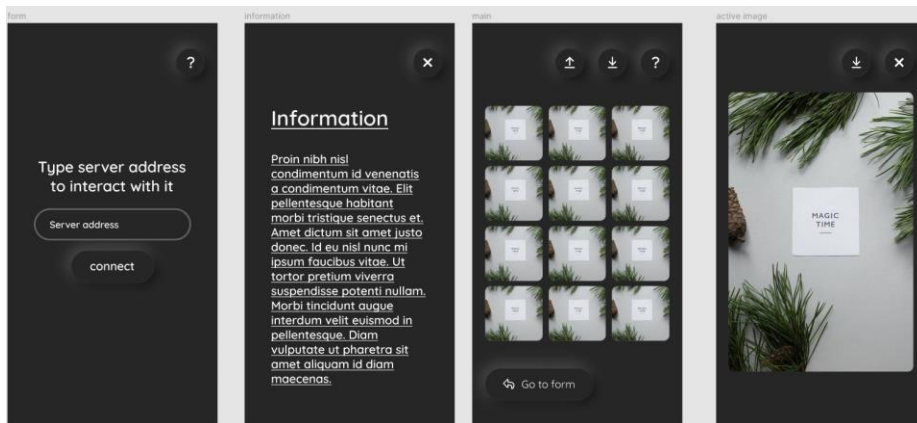 form
?
Type server address
to interact with it
Server address
connect
information
Information
Proin nibh nisl
condimentum id venenatis
a condimentum vitae. Elit
pellentesque habitant
morbi tristique senectus et.
Amet dictum sit amet justo
donec. Id eu nisl nunc mi
ipsum faucibus vitae. Ut
tortor pretium viverra
suspendisse potenti nullam.
Morbi tincidunt augue
interdum velit euismod in
pellentesque. Diam
vulputate ut pharetra sit
amet aliquam id diam
maecenas.
main
?
Go to form
active image
MAGIC
TIME